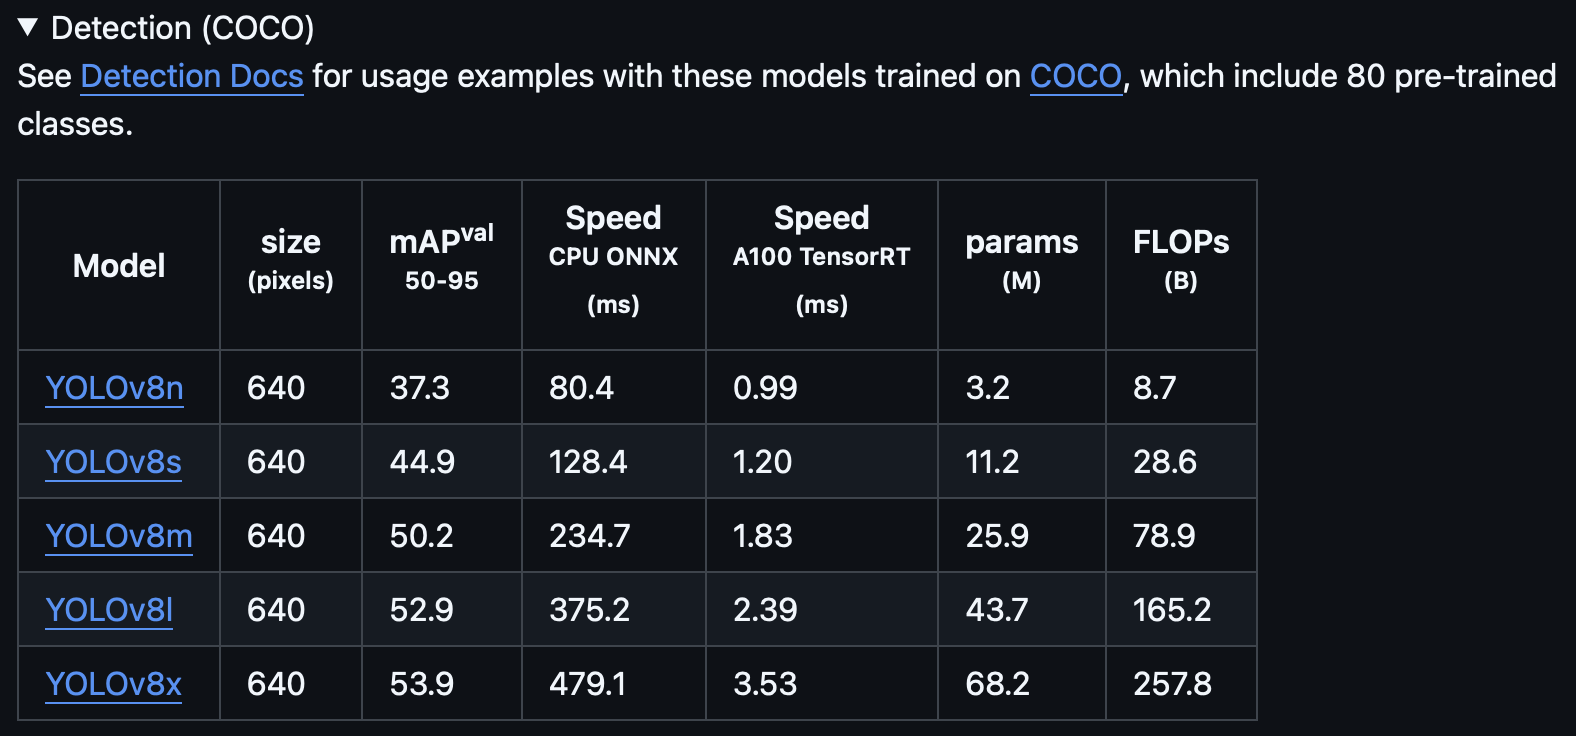 ▼ Detection (COCO)
See Detection Docs for usage examples with these models trained on COCO, which include 80 pre-trained
classes.
Model size (pixels) mAPval 50-95 Speed CPU ONNX (ms) Speed A100 TensorRT (ms) params (M) FLOPs (B)
YOLOv8n 640 37.3 80.4 0.99 3.2 8.7
YOLOv8s 640 44.9 128.4 1.20 11.2 28.6
YOLOv8m 640 50.2 234.7 1.83 25.9 78.9
YOLOv8l 640 52.9 375.2 2.39 43.7 165.2
YOLOv8x 640 53.9 479.1 3.53 68.2 257.8